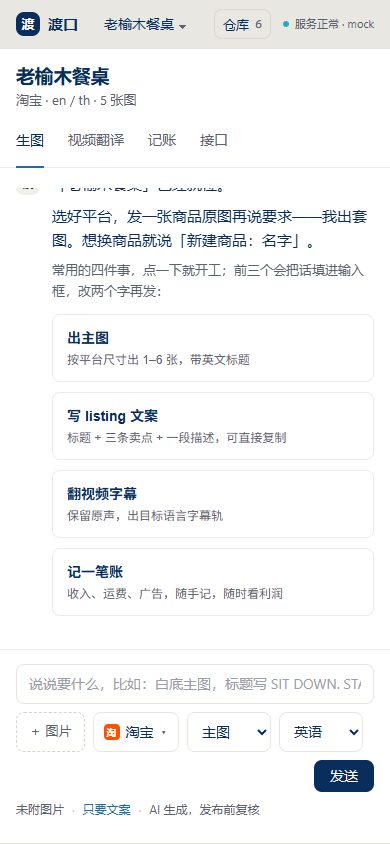 渡 渡口 老榆木餐桌 仓库 6 服务正常 · mock
老榆木餐桌
淘宝 · en / th · 5 张图
生图 视频翻译 记账 接口
选好平台，发一张商品原图再说要求——我出套
图。想换商品就说「新建商品：名字」。
常用的四件事，点一下就开工；前三个会把话填进输入
框，改两个字再发：
出主图
按平台尺寸出 1–6 张，带英文标题
写 listing 文案
标题 + 三条卖点 + 一段描述，可直接复制
翻视频字幕
保留原声，出目标语言字幕轨
记一笔账
收入、运费、广告，随手记，随时看利润
说说要什么，比如：白底主图，标题写 SIT DOWN. STA
+ 图片 淘 淘宝 主图 英语
发送
未附图片 · 只要文案 · AI 生成，发布前复核